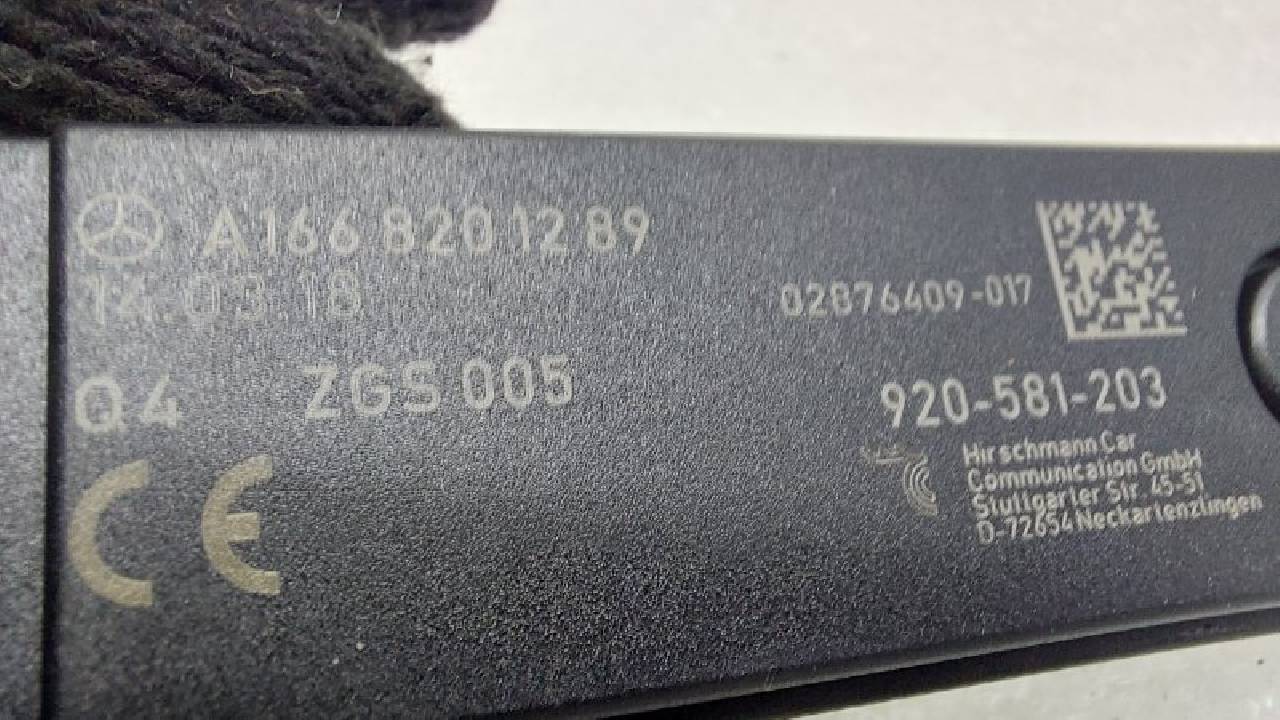 A 166 820 12 89
14.03.18
02876409-017
Q4 ZGS 005
920-581-203
CE
Hirschmann Car
Communication GmbH
Stuttgarter Str. 45-51
D-72654 Neckartenzlingen